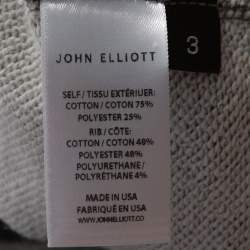 JOHN ELLIOTT
3
SELF / TISSU EXTÉRIEUR:
COTTON / COTON 75%
POLYESTER 25%
RIB / CÔTE:
COTTON / COTON 48%
POLYESTER 48%
POLYURETHANE /
POLYRÉTHANE 4%
MADE IN USA
FABRIQUÉ EN USA
WWW.JOHNELLIOTT.CO